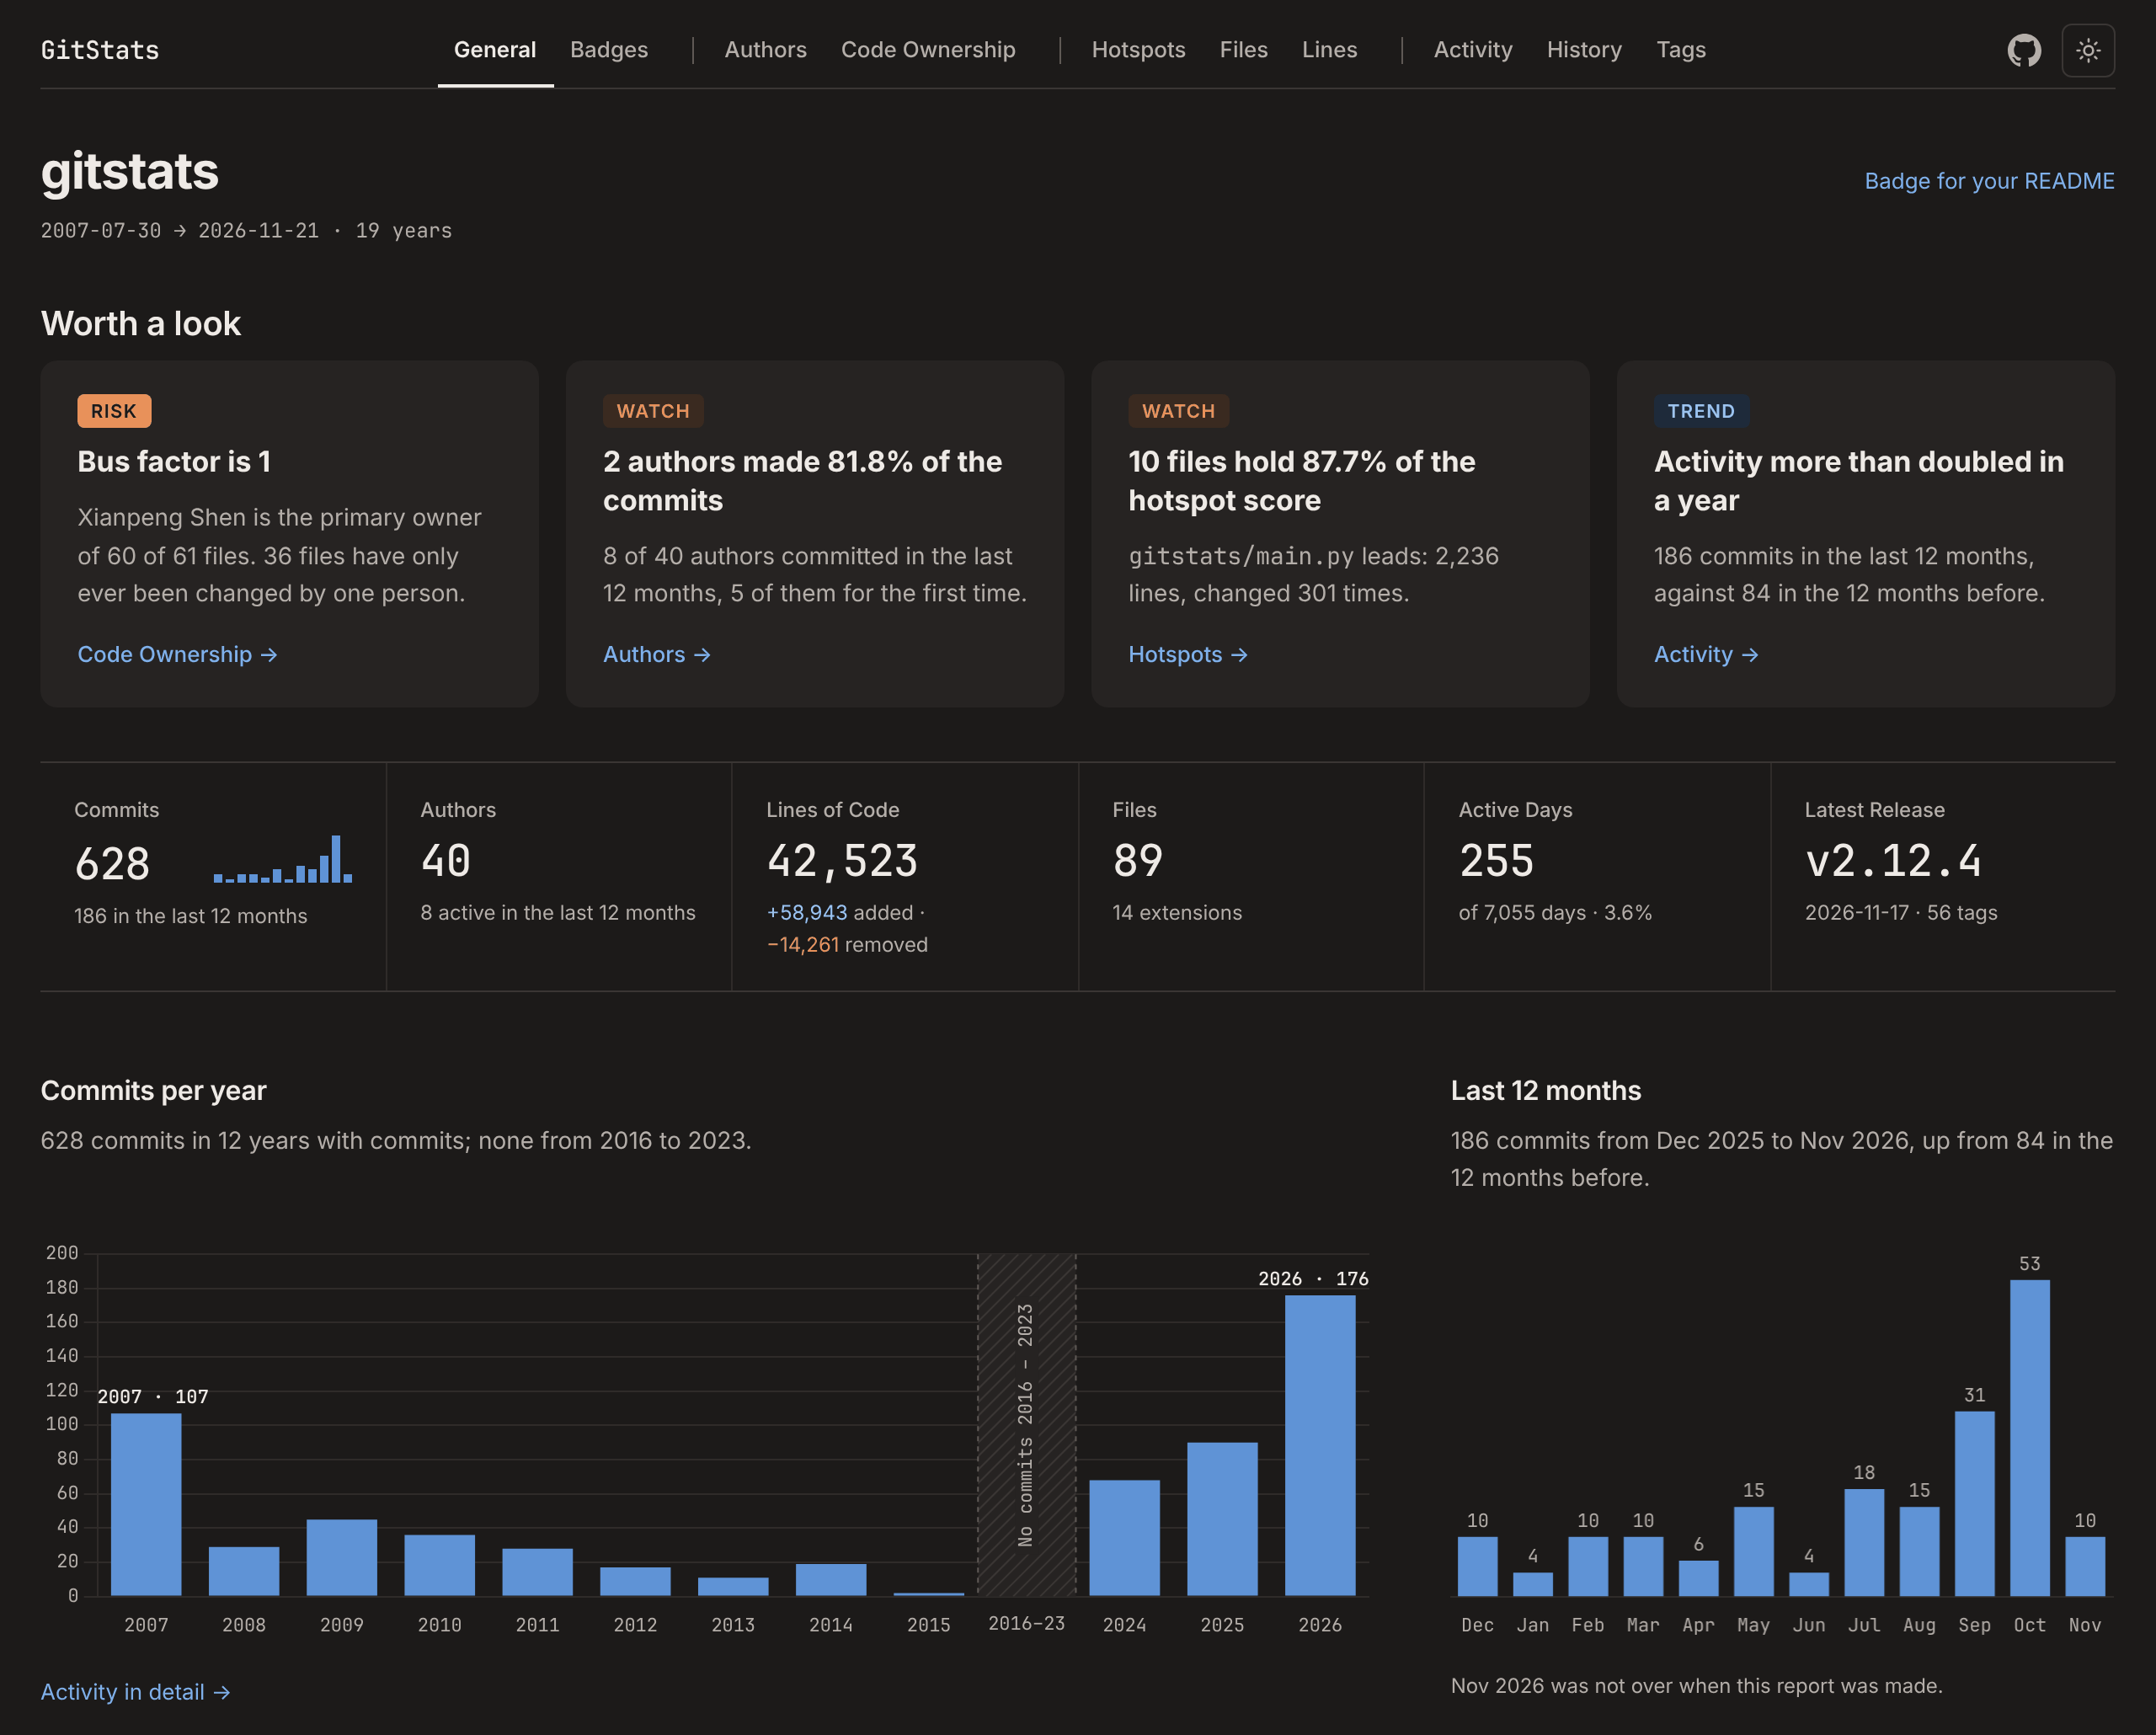 GitStats
General
Badges
Authors
Code Ownership
Hotspots
Files
Lines
Activity
History
Tags
gitstats
Badge for your README
2007-07-30 → 2026-11-21 · 19 years
Worth a look
RISK
Bus factor is 1
Xianpeng Shen is the primary owner
of 60 of 61 files. 36 files have only
ever been changed by one person.
Code Ownership →
WATCH
2 authors made 81.8% of the
commits
8 of 40 authors committed in the last
12 months, 5 of them for the first time.
Authors →
WATCH
10 files hold 87.7% of the
hotspot score
gitstats/main.py leads: 2,236
lines, changed 301 times.
Hotspots →
TREND
Activity more than doubled in
a year
186 commits in the last 12 months,
against 84 in the 12 months before.
Activity →
Commits
628
186 in the last 12 months
Authors
40
8 active in the last 12 months
Lines of Code
42,523
+58,943 added ·
−14,261 removed
Files
89
14 extensions
Active Days
255
of 7,055 days · 3.6%
Latest Release
v2.12.4
2026-11-17 · 56 tags
Commits per year
628 commits in 12 years with commits; none from 2016 to 2023.
200
180
160
140
120
100
80
60
40
20
0
2007 · 107
2026 · 176
No commits 2016 – 2023
2007
2008
2009
2010
2011
2012
2013
2014
2015
2016–23
2024
2025
2026
Activity in detail →
Last 12 months
186 commits from Dec 2025 to Nov 2026, up from 84 in the
12 months before.
10
4
10
10
6
15
4
18
15
31
53
10
Dec
Jan
Feb
Mar
Apr
May
Jun
Jul
Aug
Sep
Oct
Nov
Nov 2026 was not over when this report was made.